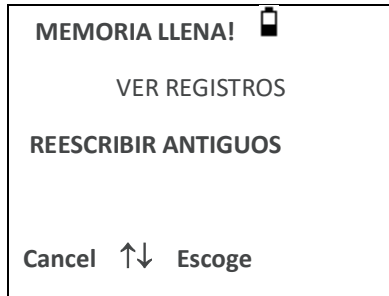 MEMORIA LLENA!
VER REGISTROS
REESCRIBIR ANTIGUOS
Cancel ↑↓ Escoge